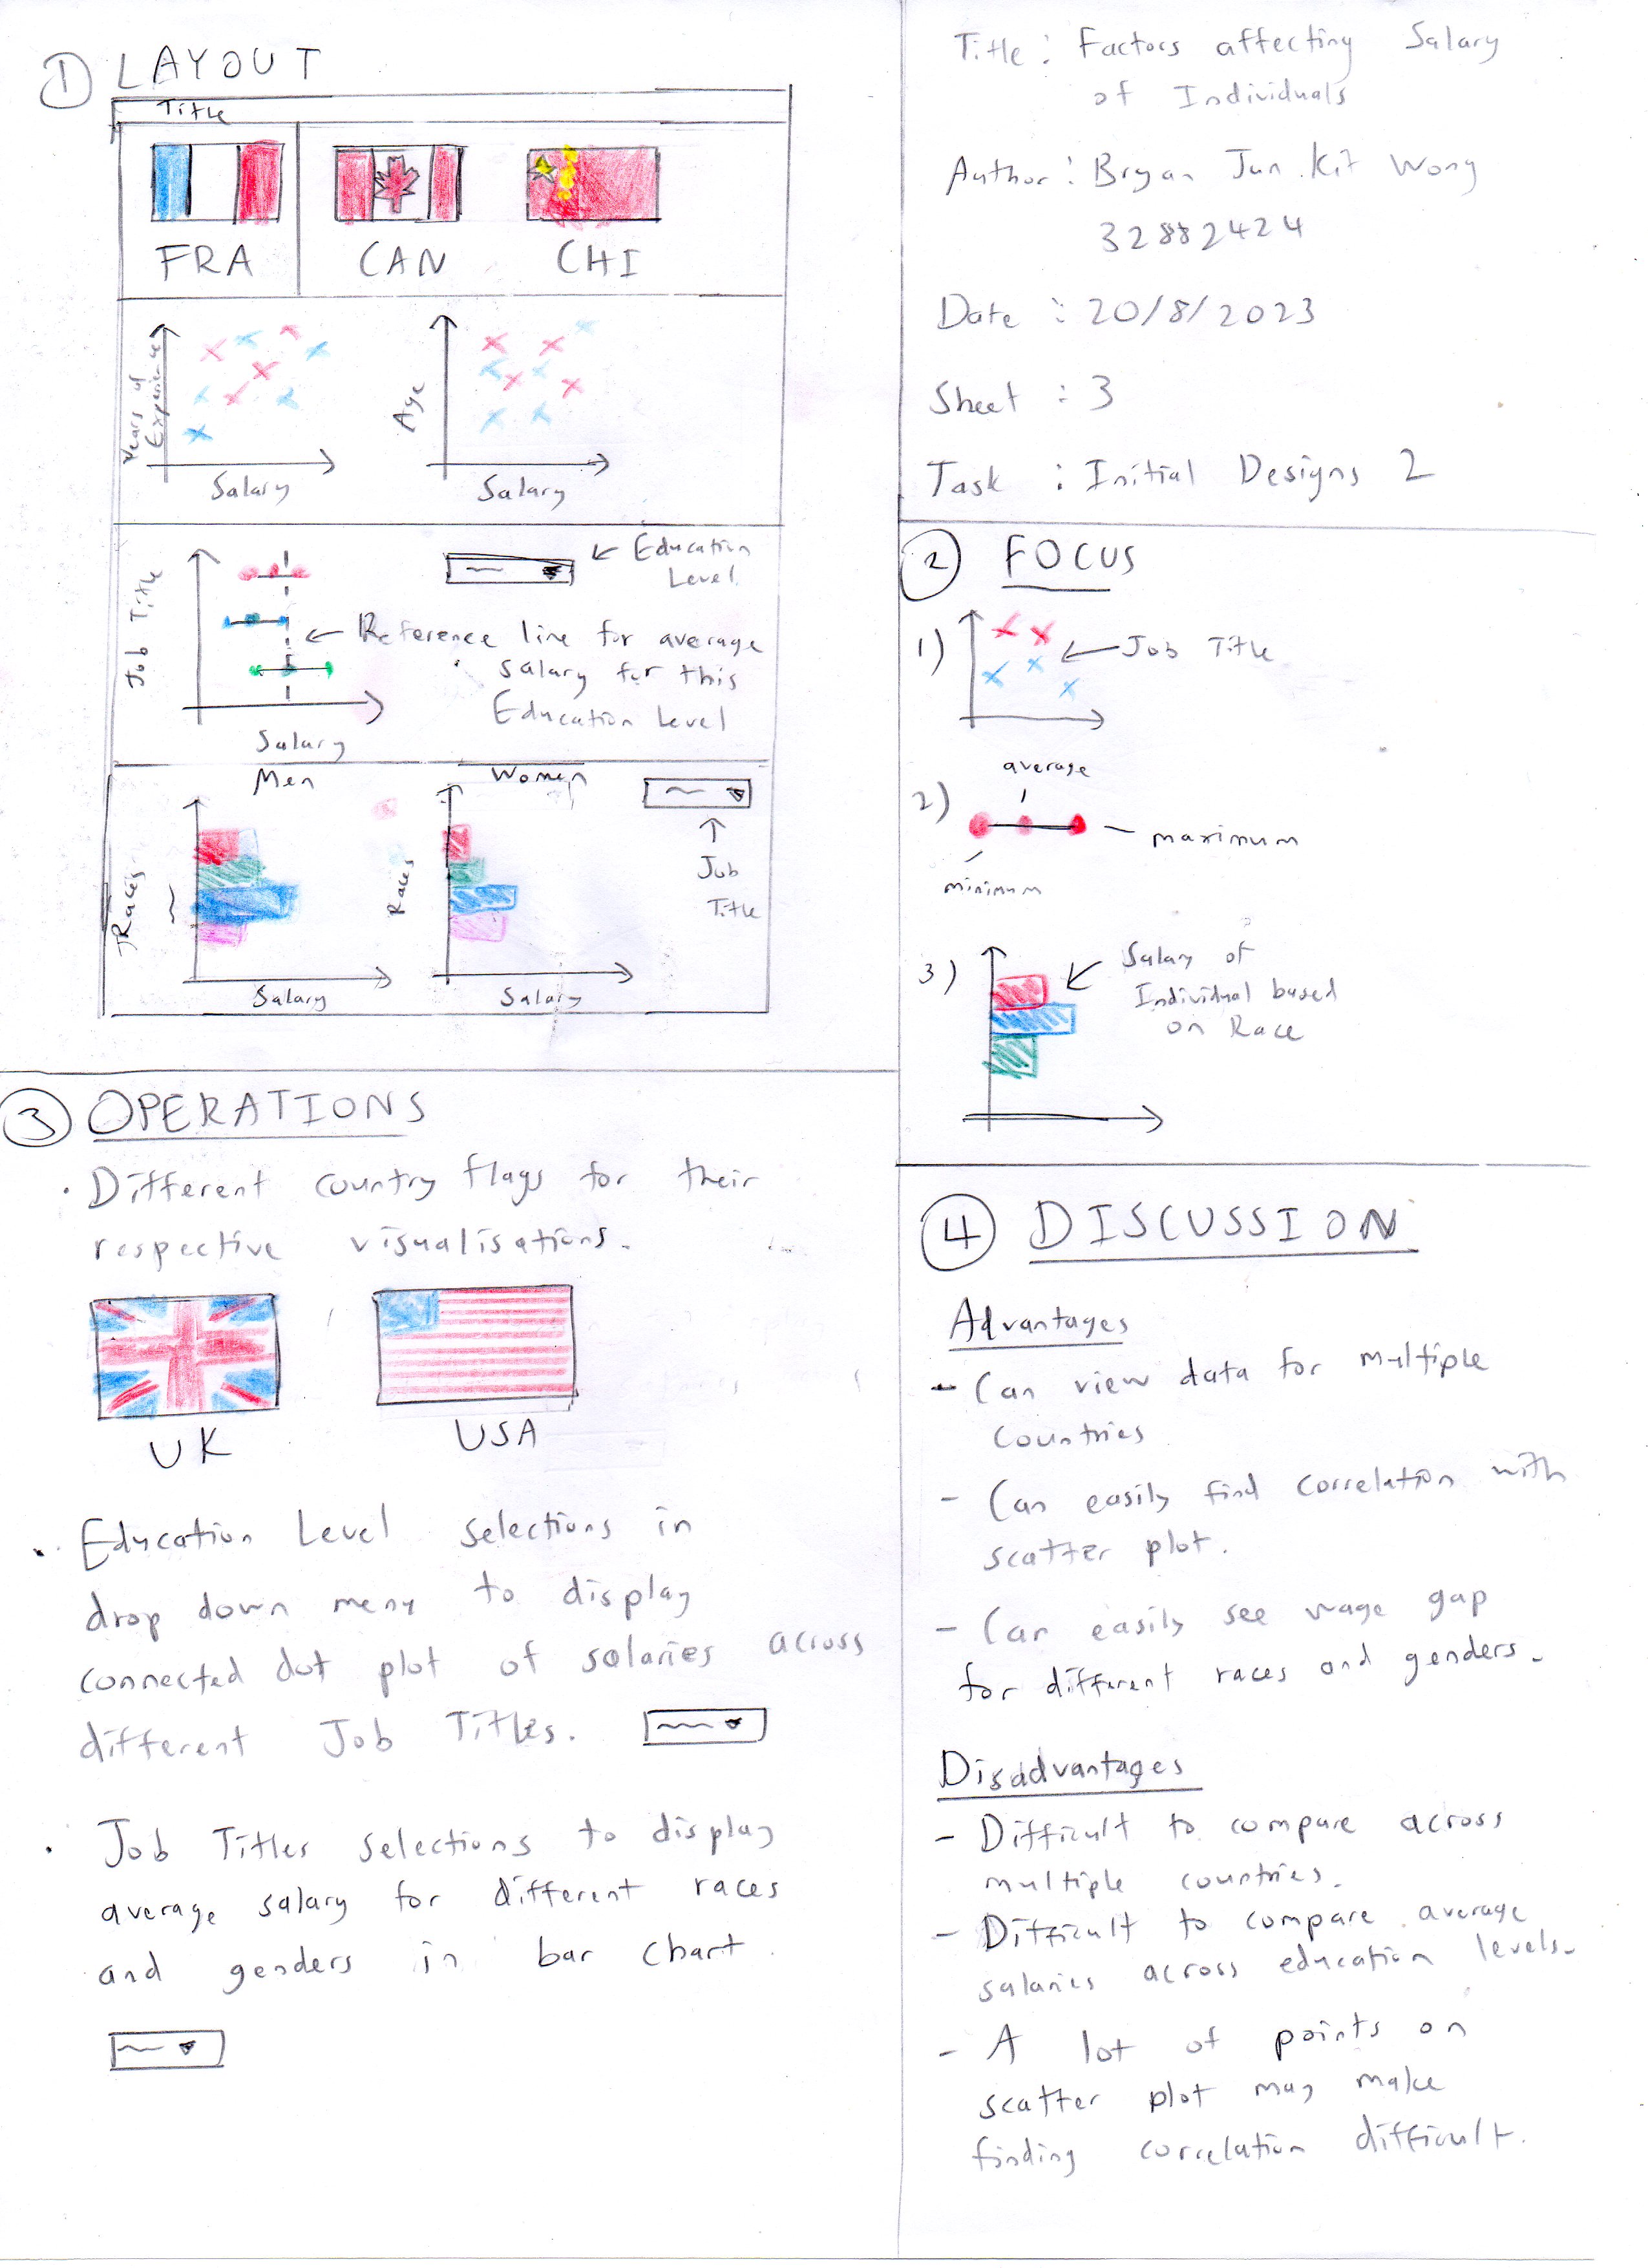 ① LAYOUT
Title
FRA CAN CHI
Years of
Experience
Salary
Age
Salary
Job Title
Salary
← Education
Level
← Reference line for average
salary for this
Education Level
Men
Races
Salary
Women
Races
Salary
↑
Job
Title
Title : Factors affecting Salary
of Individuals
Author : Bryan Jun Kit Wong
32882424
Date : 20/8/2023
Sheet : 3
Task : Initial Designs 2
② FOCUS
1)
← Job Title
2)
average
maximum
minimum
3)
Salary of
Individual based
on Race
③ OPERATIONS
· Different country flags for their
respective visualisations.
UK USA
· Education Level selections in
drop down menu to display
connected dot plot of salaries across
different Job Titles.
· Job Titles selections to display
average salary for different races
and genders in bar chart.
④ DISCUSSION
Advantages
- Can view data for multiple
countries
- Can easily find correlation with
scatter plot.
- Can easily see wage gap
for different races and genders.
Disadvantages
- Difficult to compare across
multiple countries.
- Difficult to compare average
salaries across education levels.
- A lot of points on
scatter plot may make
finding correlation difficult.